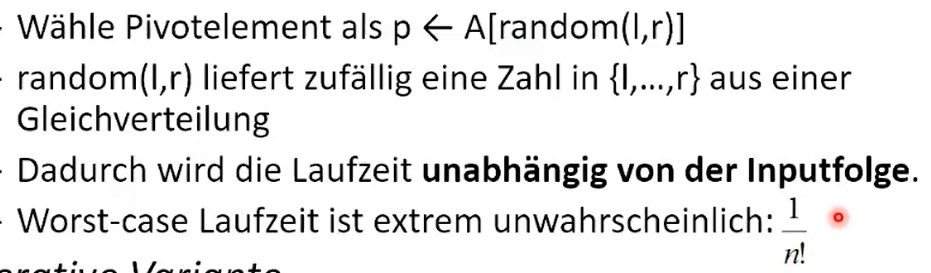 - Wähle Pivotelement als p ← A[random(l,r)]
- random(l,r) liefert zufällig eine Zahl in {l,...,r} aus einer
Gleichverteilung
- Dadurch wird die Laufzeit unabhängig von der Inputfolge.
- Worst-case Laufzeit ist extrem unwahrscheinlich: 1/n!